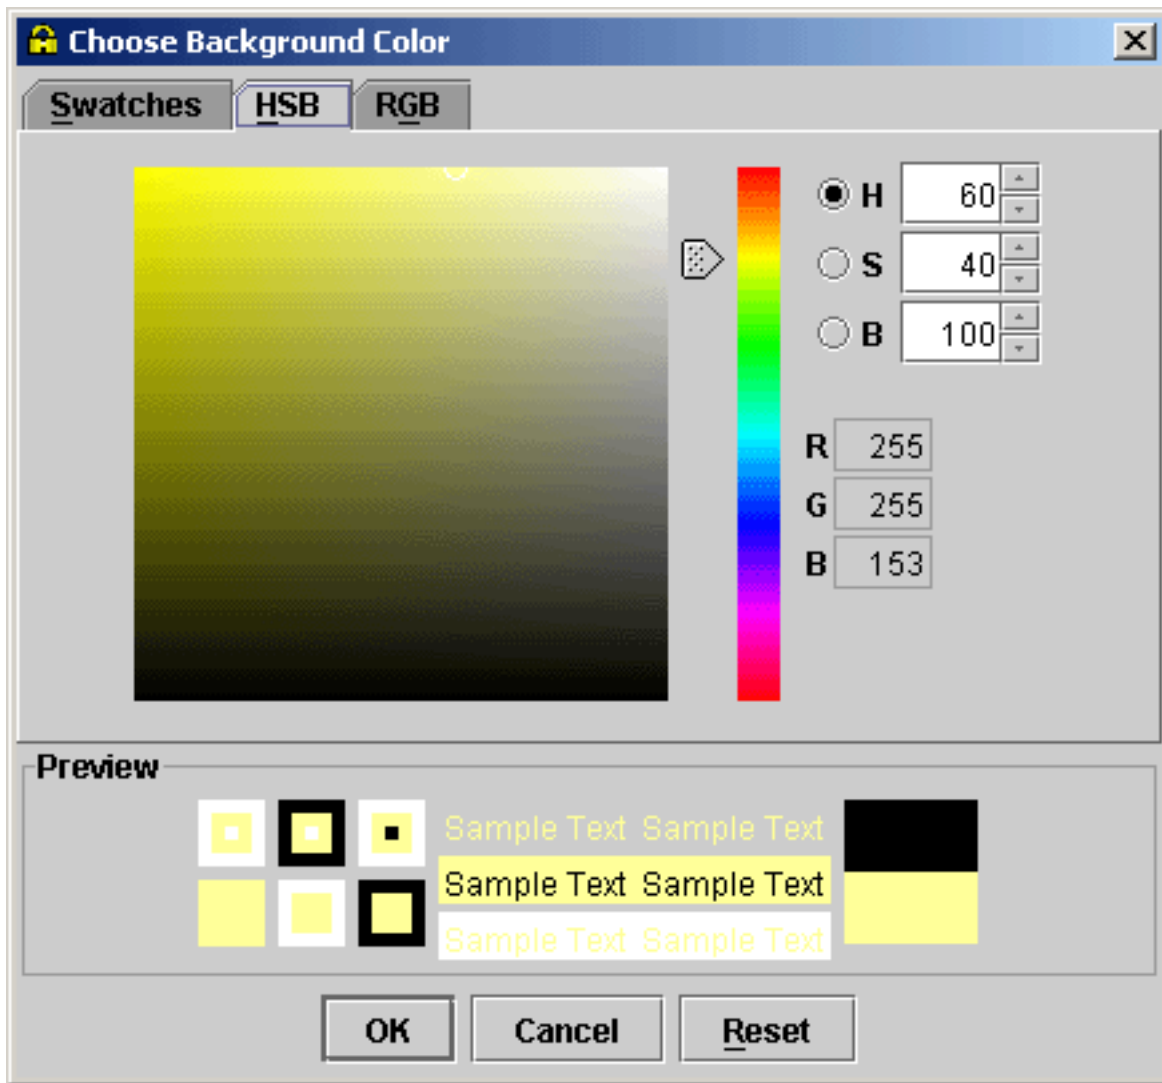 Choose Background Color
Swatches HSB RGB
H 60
S 40
B 100
R 255
G 255
B 153
Preview
Sample Text Sample Text
Sample Text Sample Text
Sample Text Sample Text
OK Cancel Reset